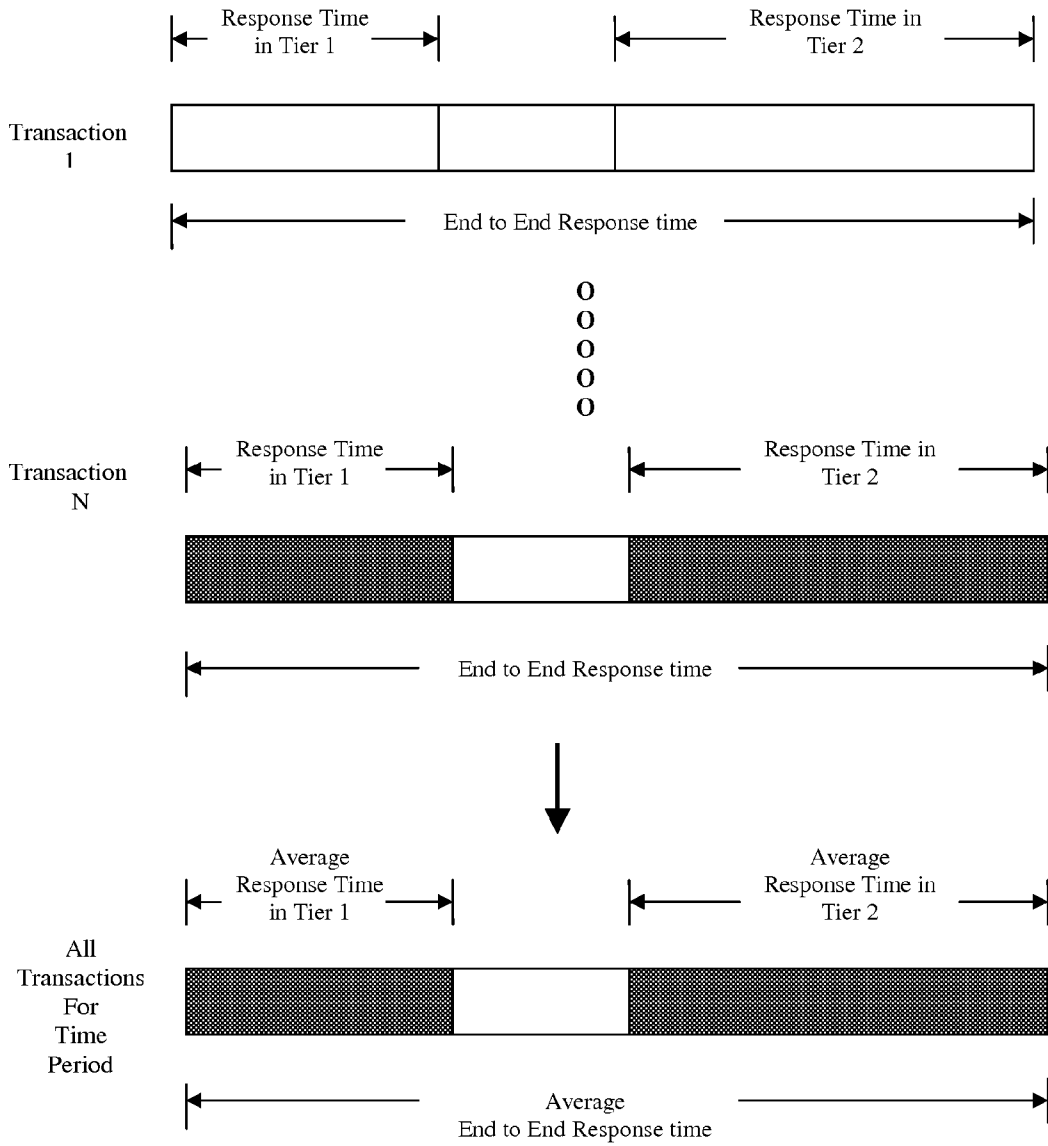 Response Time
in Tier 1
Response Time in
Tier 2
Transaction
1
End to End Response time
O
O
O
O
O
Transaction
N
Response Time
in Tier 1
Response Time in
Tier 2
End to End Response time
Average
Response Time
in Tier 1
Average
Response Time in
Tier 2
All
Transactions
For
Time
Period
Average
End to End Response time